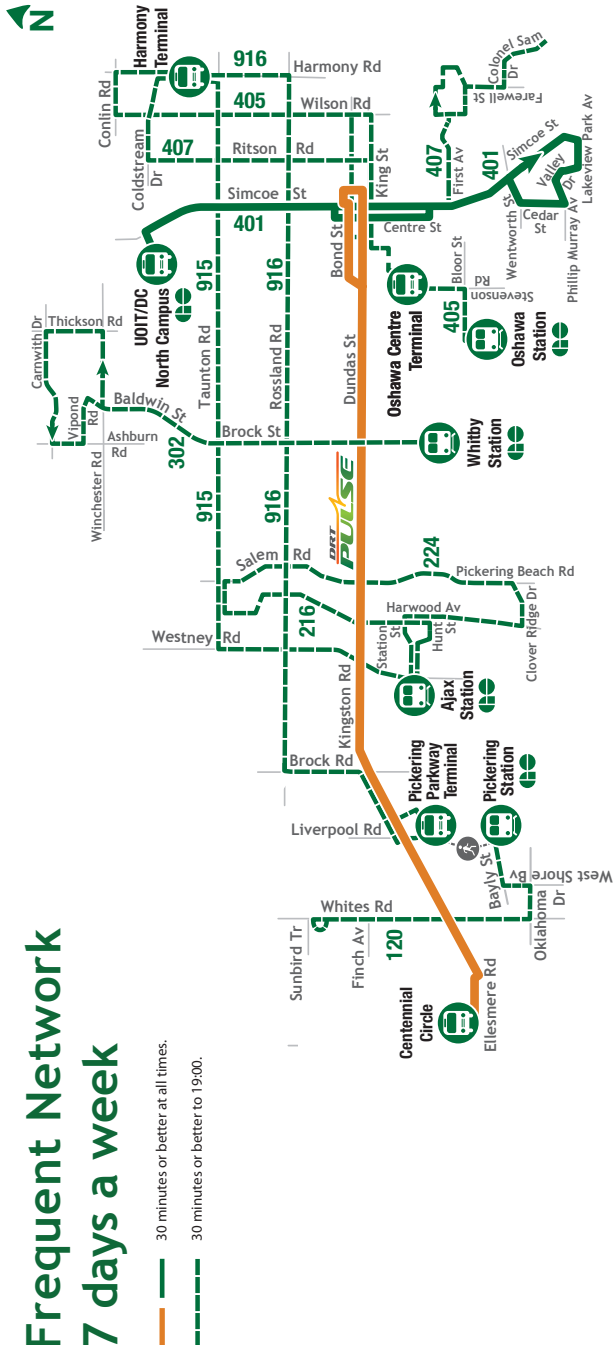 Frequent Network
7 days a week
30 minutes or better at all times.
30 minutes or better to 19:00.
N
Centennial
Circle
Ellesmere Rd
Sunbird Tr
Finch Av
Whites Rd
120
Oklahoma
Dr
West Shore Bv
Bayly St
Liverpool Rd
Pickering
Parkway
Terminal
Pickering
Station
GO
Brock Rd
Kingston Rd
Westney Rd
Ajax
Station
GO
Station
St
Hunt
St
Harwood Av
216
Salem Rd
224
Pickering Beach Rd
Clover Ridge Dr
DRT
PULSE
915
916
Winchester Rd
Ashburn
Rd
Vipond
Rd
Carnwith Dr
Thickson Rd
Baldwin St
302
Brock St
Whitby
Station
GO
Taunton Rd
Rossland Rd
Dundas St
915
916
UOIT/DC
North Campus
GO
Oshawa Centre
Terminal
405
Oshawa
Station
GO
Stevenson
Rd
Bloor St
Bond St
King St
Centre St
Simcoe St
401
Coldstream
Dr
Conlin Rd
407
Ritson Rd
405
Wilson Rd
916
Harmony Rd
Harmony
Terminal
407
First Av
Farewell St
Colonel Sam
Dr
401
Simcoe St
Wentworth St
Cedar
St
Valley
Dr
Phillip Murray Av
Lakeview Park Av